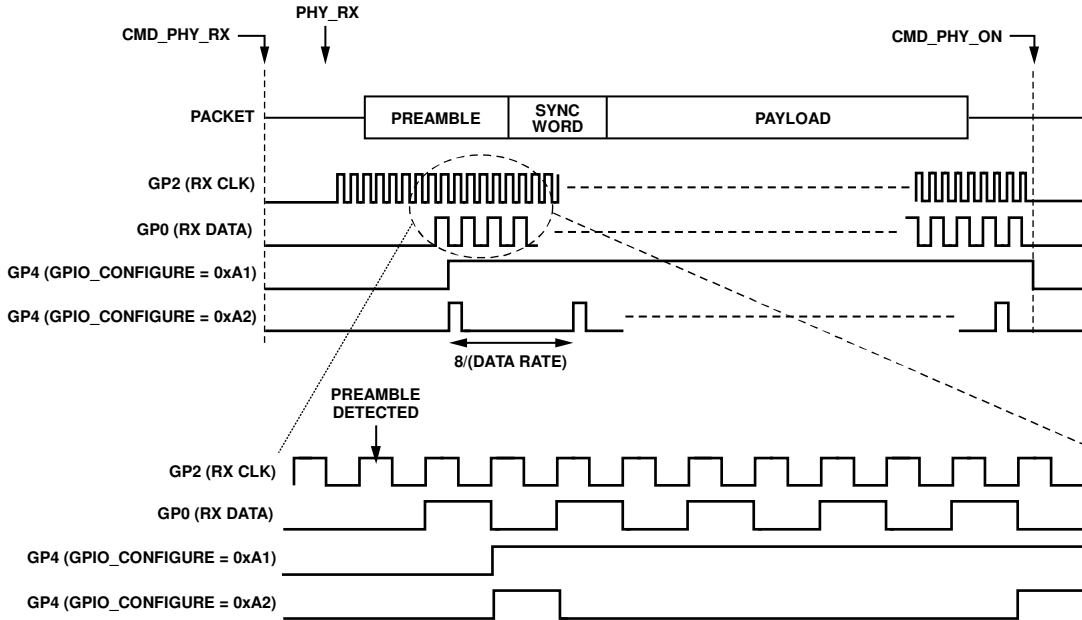 PHY_RX
CMD_PHY_RX
CMD_PHY_ON
PACKET
PREAMBLE
SYNC
WORD
PAYLOAD
GP2 (RX CLK)
GP0 (RX DATA)
GP4 (GPIO_CONFIGURE = 0xA1)
GP4 (GPIO_CONFIGURE = 0xA2)
8/(DATA RATE)
PREAMBLE
DETECTED
GP2 (RX CLK)
GP0 (RX DATA)
GP4 (GPIO_CONFIGURE = 0xA1)
GP4 (GPIO_CONFIGURE = 0xA2)